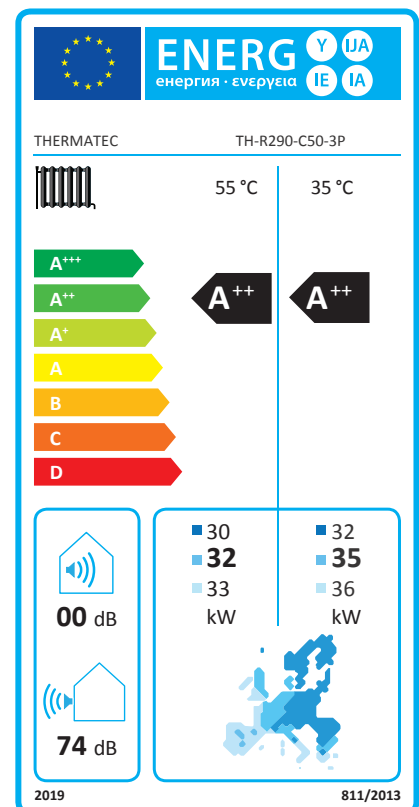 ENERG Y IJA
енергия · ενεργεια IE IA
THERMATEC TH-R290-C50-3P
55 °C 35 °C
A+++
A++ A++ A++
A+
A
B
C
D
30 32
32 35
33 36
kW kW
00 dB
74 dB
2019 811/2013